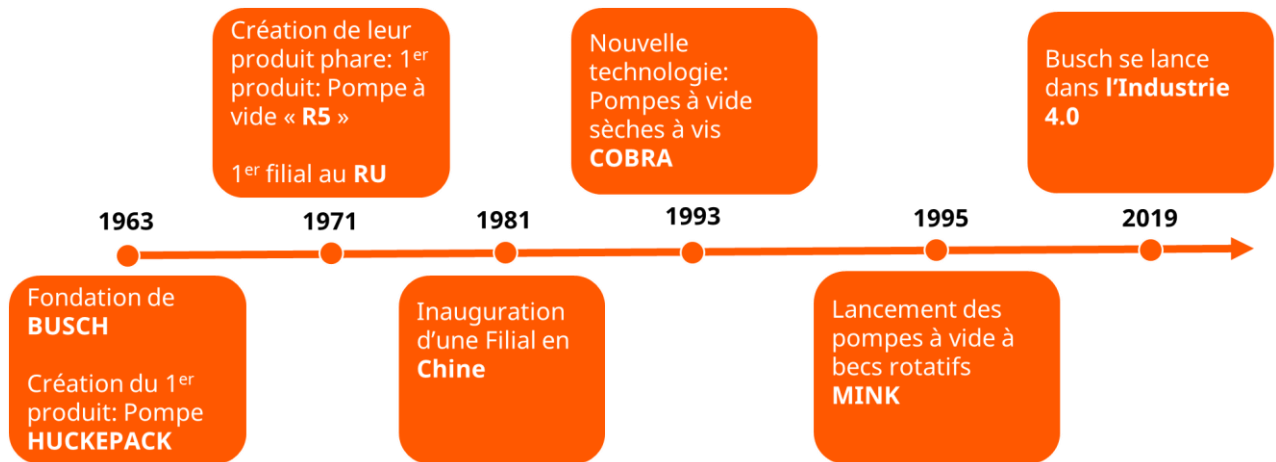 Création de leur
produit phare: 1er
produit: Pompe à
vide « R5 »
1er filial au RU
Nouvelle
technologie:
Pompes à vide
sèches à vis
COBRA
Busch se lance
dans l’Industrie
4.0
1963
1971
1981
1993
1995
2019
Fondation de
BUSCH
Création du 1er
produit: Pompe
HUCKEPACK
Inauguration
d’une Filial en
Chine
Lancement des
pompes à vide à
becs rotatifs
MINK